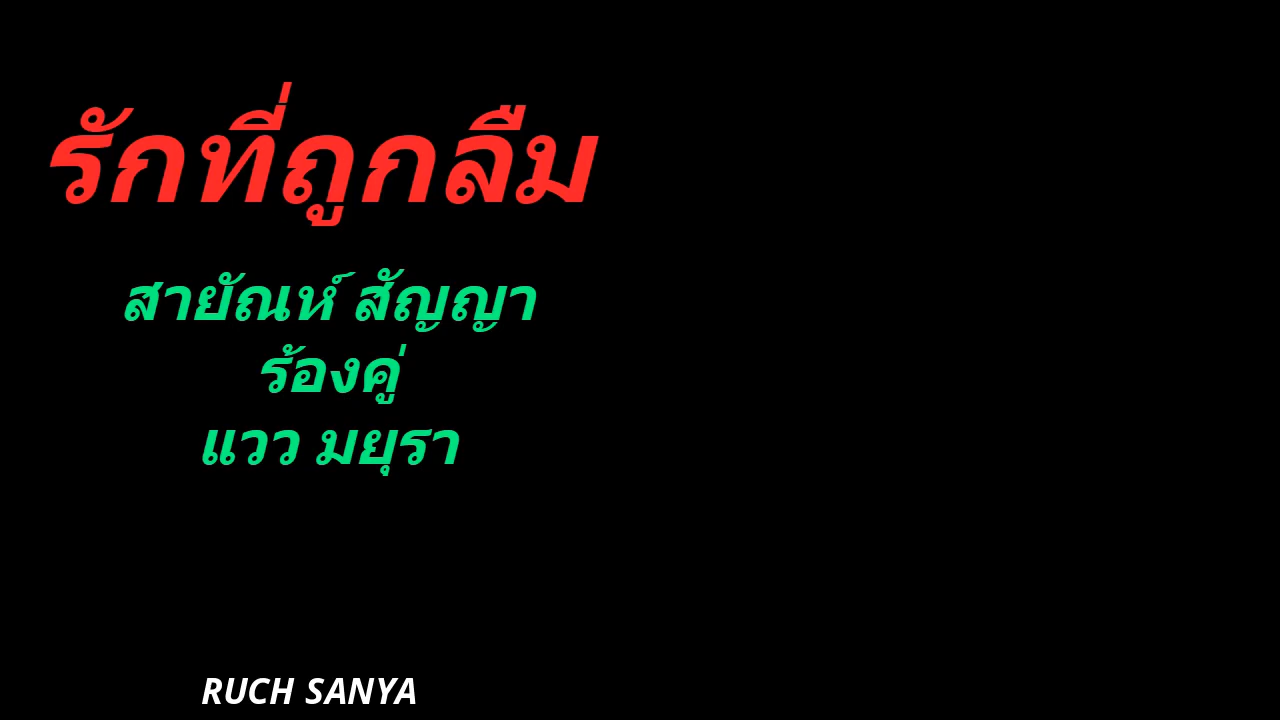 รักที่ถูกลืม
สายัณห์ สัญญา
ร้องคู่
แวว มยุรา
RUCH SANYA